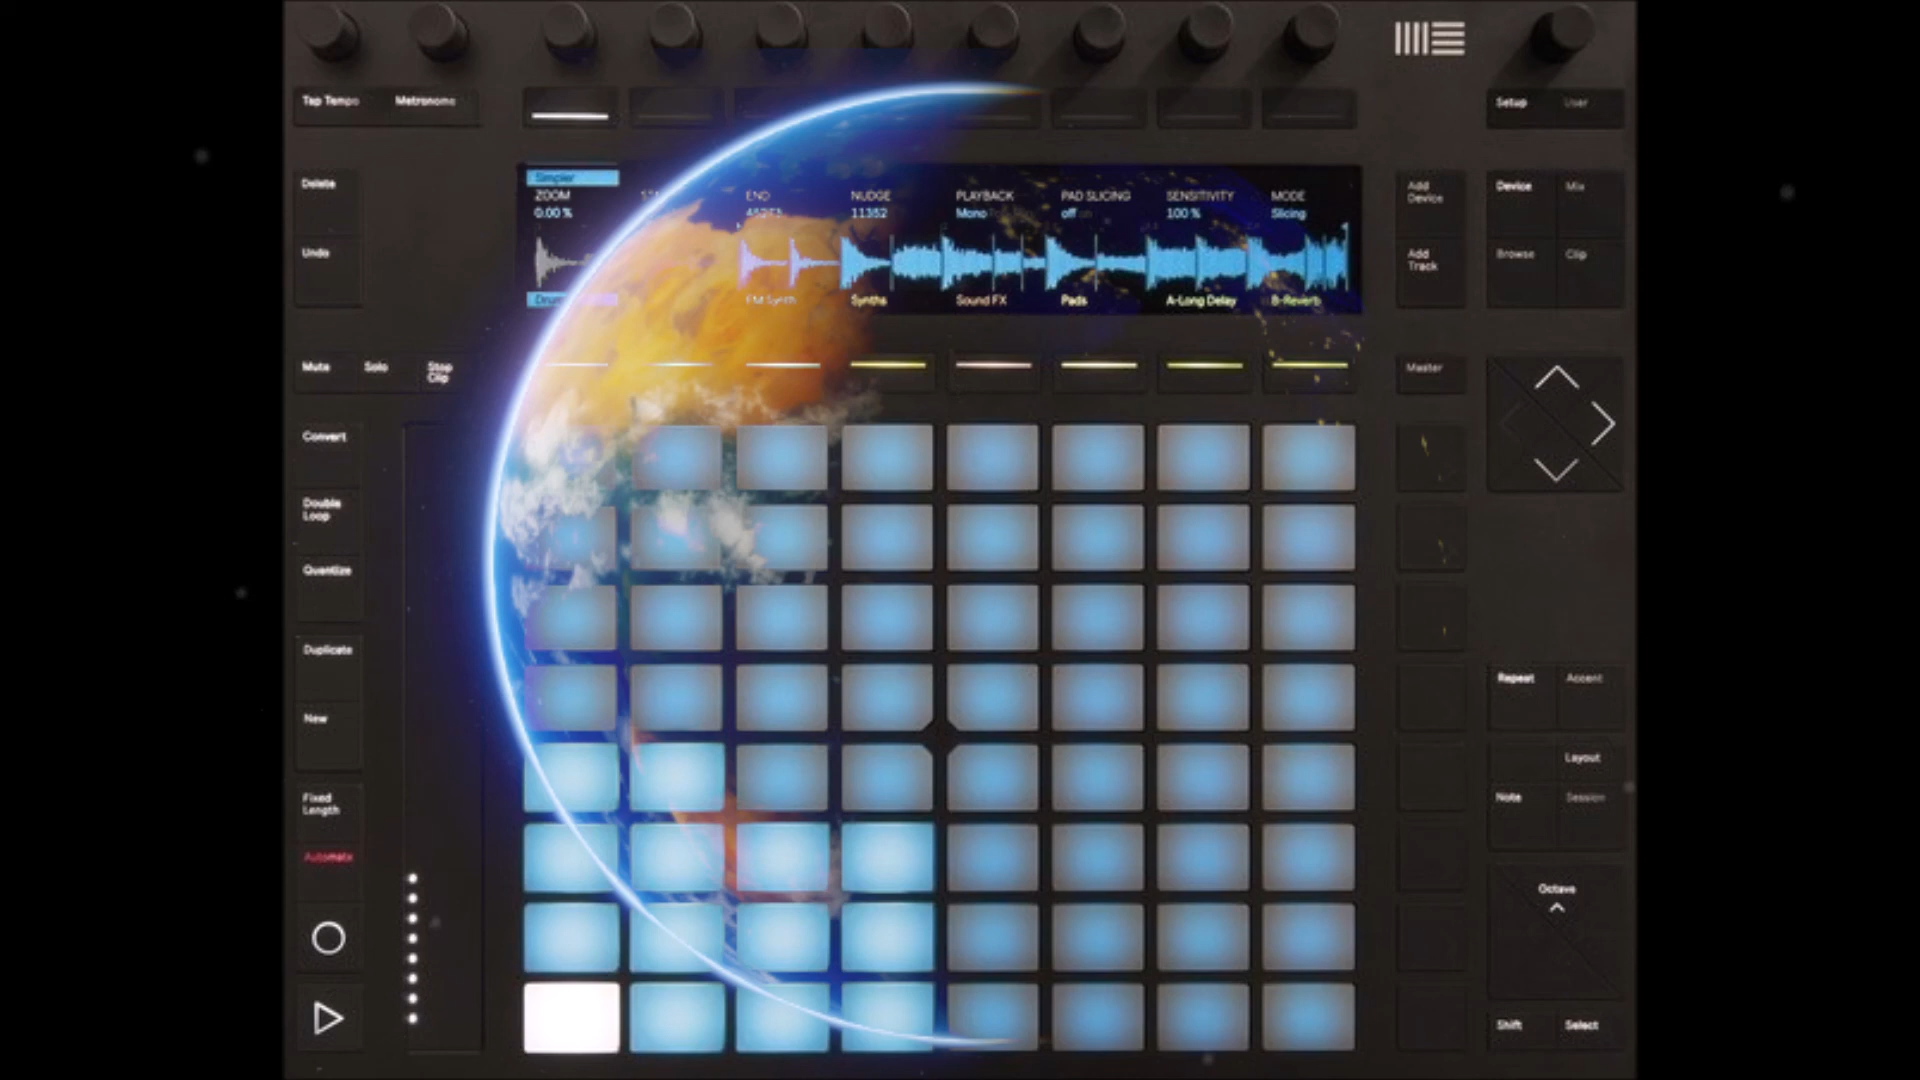 Tap Tempo Metronome
Setup User
Delete
Simpler
ZOOM END NUDGE PLAYBACK PAD SLICING SENSITIVITY MODE
0.00 % 11352 Mono off 100 % Slicing
Add
Device
Device Mix
Undo
Add
Track
Browse Clip
FM Synth Synths Sound FX Pads A-Long Delay B-Reverb
Mute Solo Stop
Clip
Master
Convert
Double
Loop
Quantize
Duplicate
Repeat Accent
New
Layout
Fixed
Length
Note Session
Automate
Octave
Shift Select